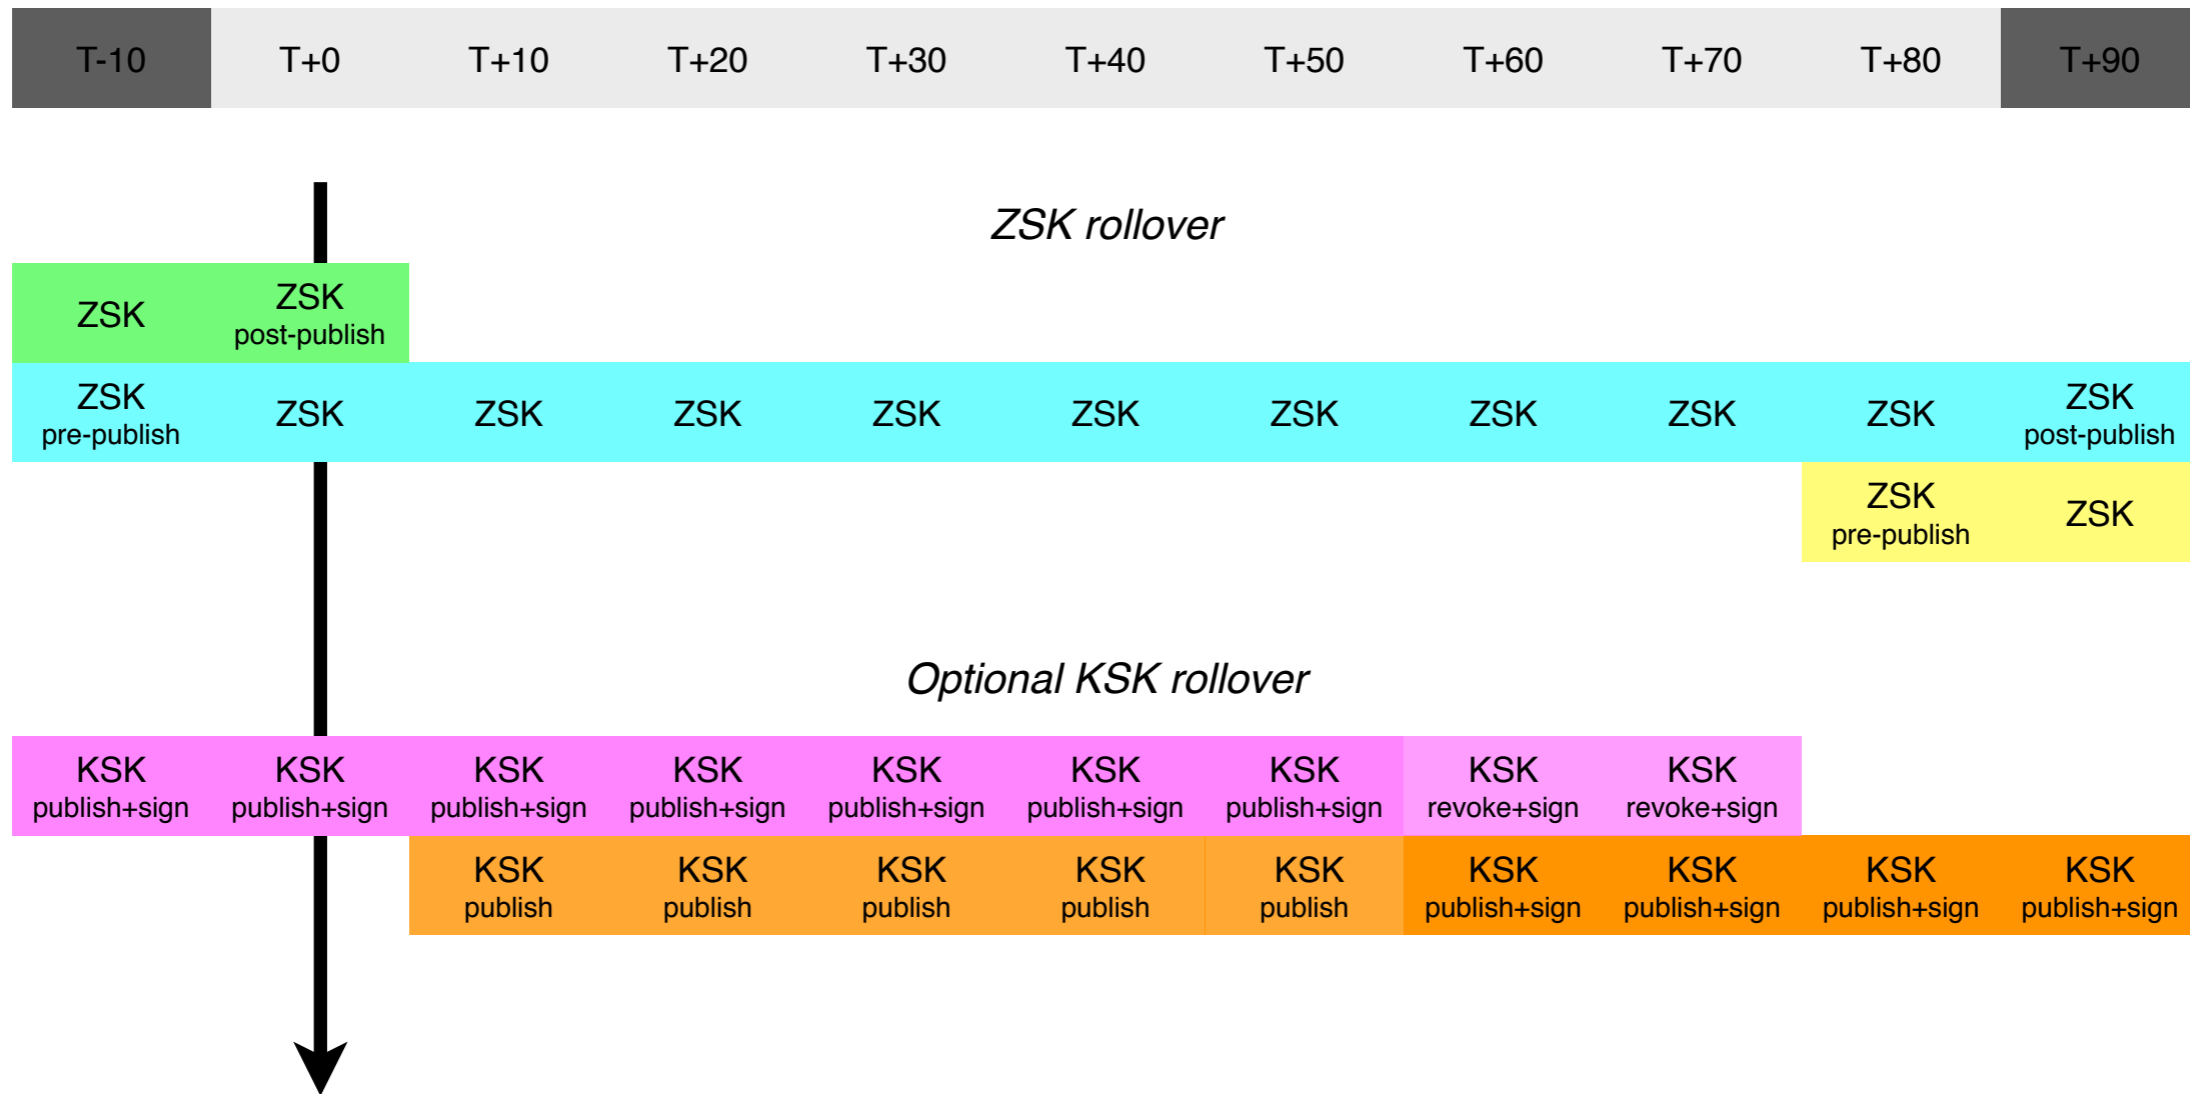 T-10 T+0 T+10 T+20 T+30 T+40 T+50 T+60 T+70 T+80 T+90
ZSK rollover
ZSK ZSK
post-publish
ZSK ZSK ZSK ZSK ZSK ZSK ZSK ZSK ZSK ZSK ZSK
pre-publish post-publish
ZSK ZSK
pre-publish
Optional KSK rollover
KSK KSK KSK KSK KSK KSK KSK KSK KSK
publish+sign publish+sign publish+sign publish+sign publish+sign publish+sign publish+sign revoke+sign revoke+sign
KSK KSK KSK KSK KSK KSK KSK KSK KSK
publish publish publish publish publish publish+sign publish+sign publish+sign publish+sign